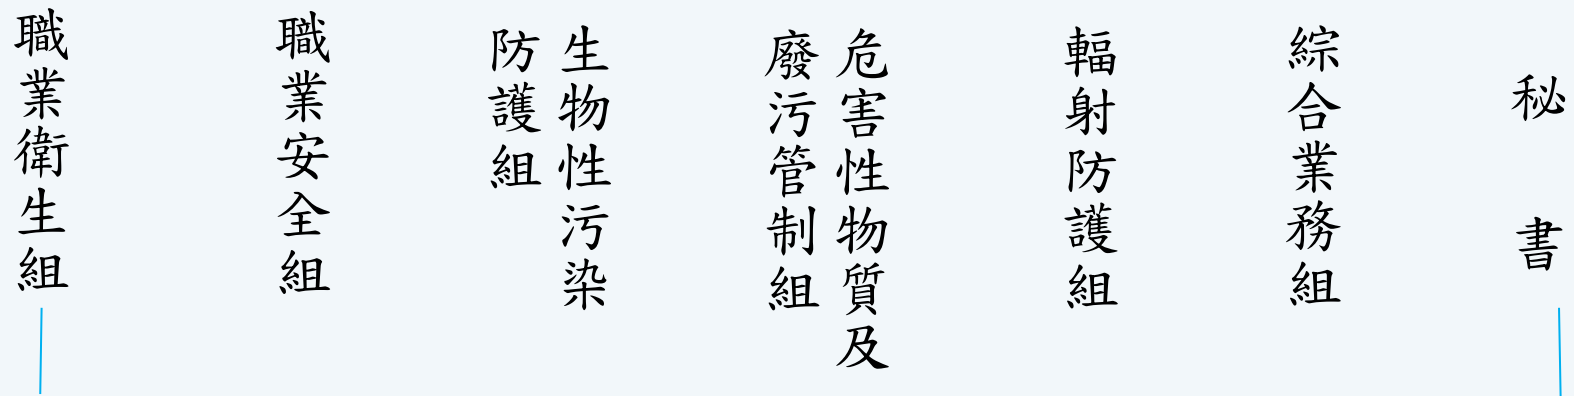 秘書
綜合業務組
輻射防護組
危害性物質及
廢污管制組
生物性污染
防護組
職業安全組
職業衛生組